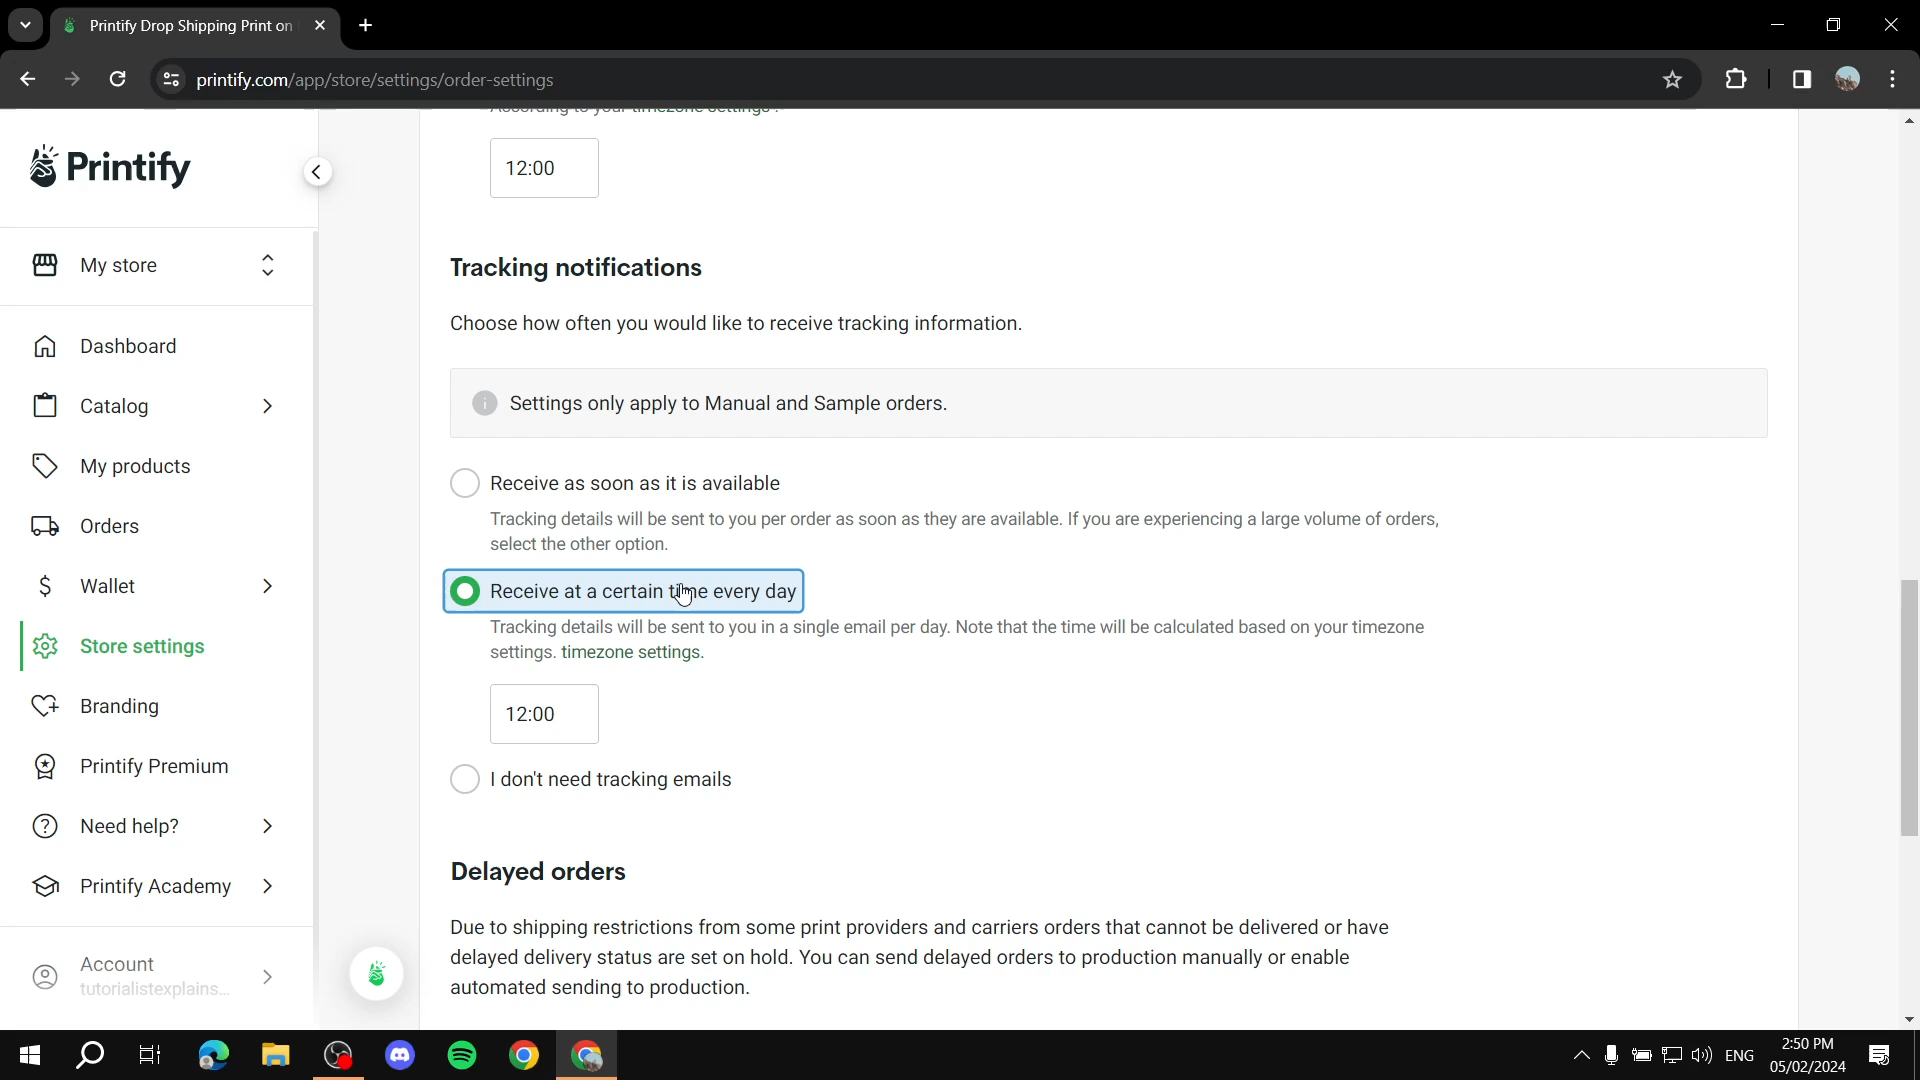 Printify Drop Shipping Print on
printify.com/app/store/settings/order-settings
Printify
According to your timezone settings .
12:00
My store
Tracking notifications
Choose how often you would like to receive tracking information.
Dashboard
Catalog
Settings only apply to Manual and Sample orders.
My products
Receive as soon as it is available
Orders
Tracking details will be sent to you per order as soon as they are available. If you are experiencing a large volume of orders,
select the other option.
Wallet
Receive at a certain time every day
Store settings
Tracking details will be sent to you in a single email per day. Note that the time will be calculated based on your timezone
settings. timezone settings.
Branding
12:00
Printify Premium
I don't need tracking emails
Need help?
Delayed orders
Printify Academy
Due to shipping restrictions from some print providers and carriers orders that cannot be delivered or have
delayed delivery status are set on hold. You can send delayed orders to production manually or enable
automated sending to production.
Account
tutorialistexplains...
ENG
2:50 PM
05/02/2024